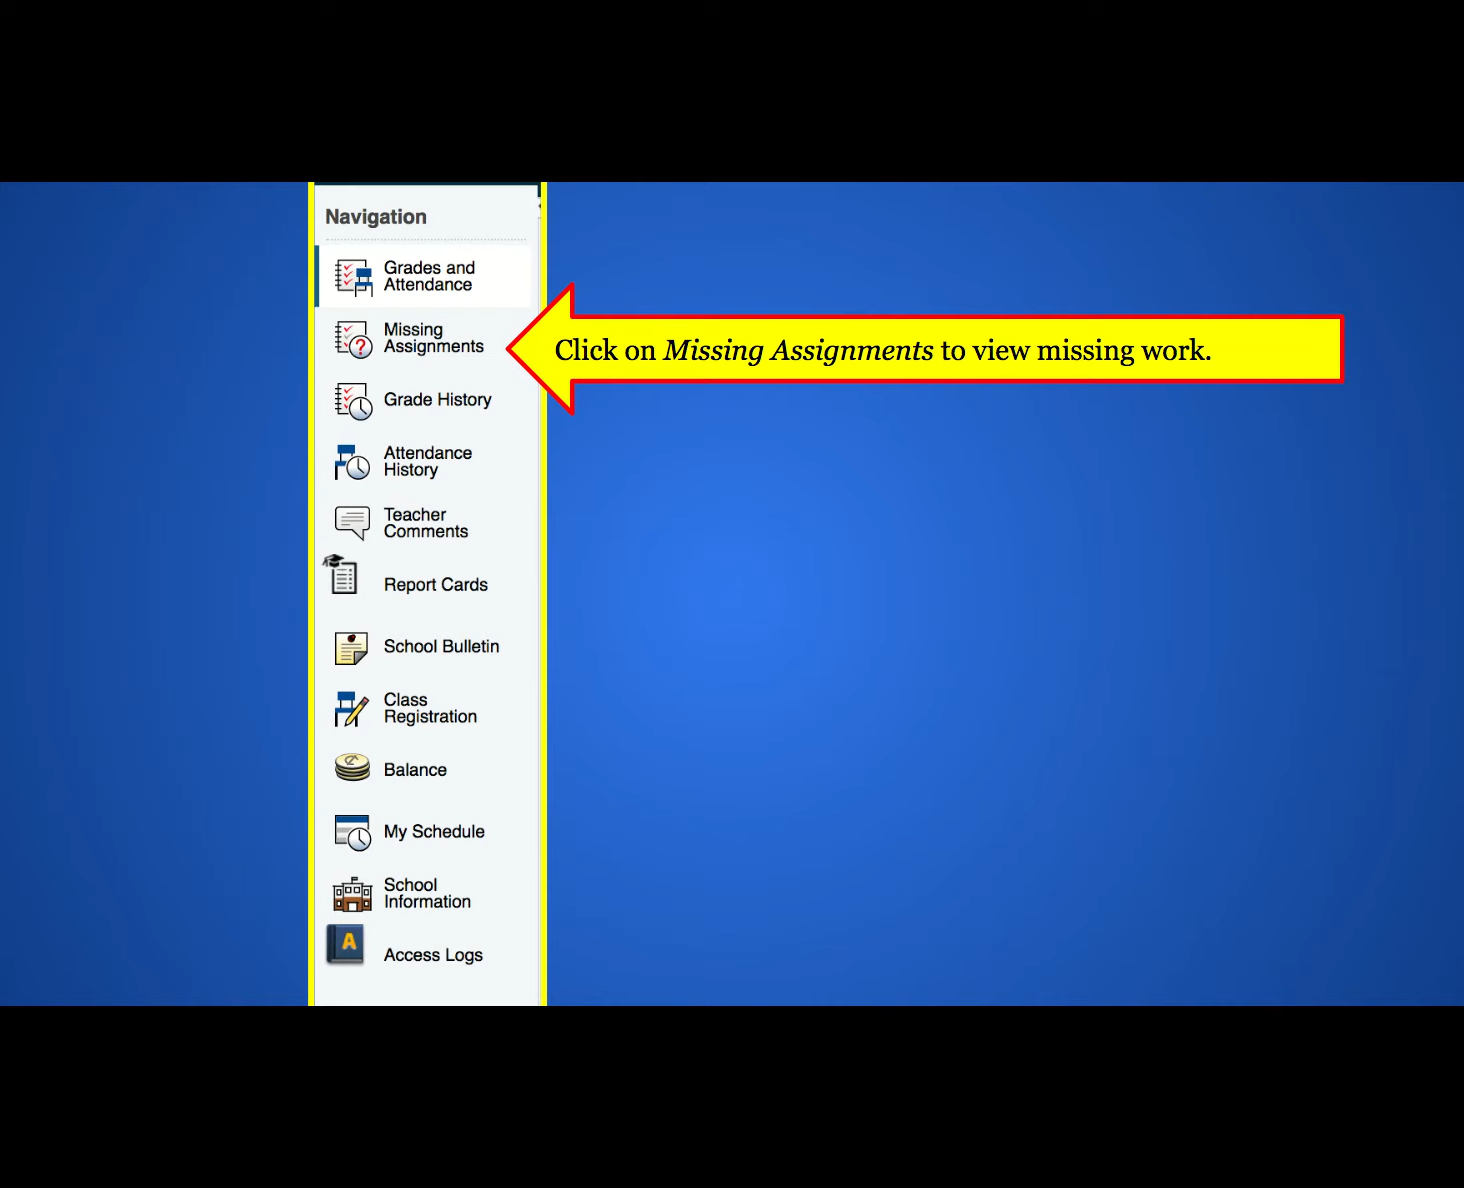 Navigation
Grades and
Attendance
Missing
Assignments
Click on Missing Assignments to view missing work.
Grade History
Attendance
History
Teacher
Comments
Report Cards
School Bulletin
Class
Registration
Balance
My Schedule
School
Information
A
Access Logs